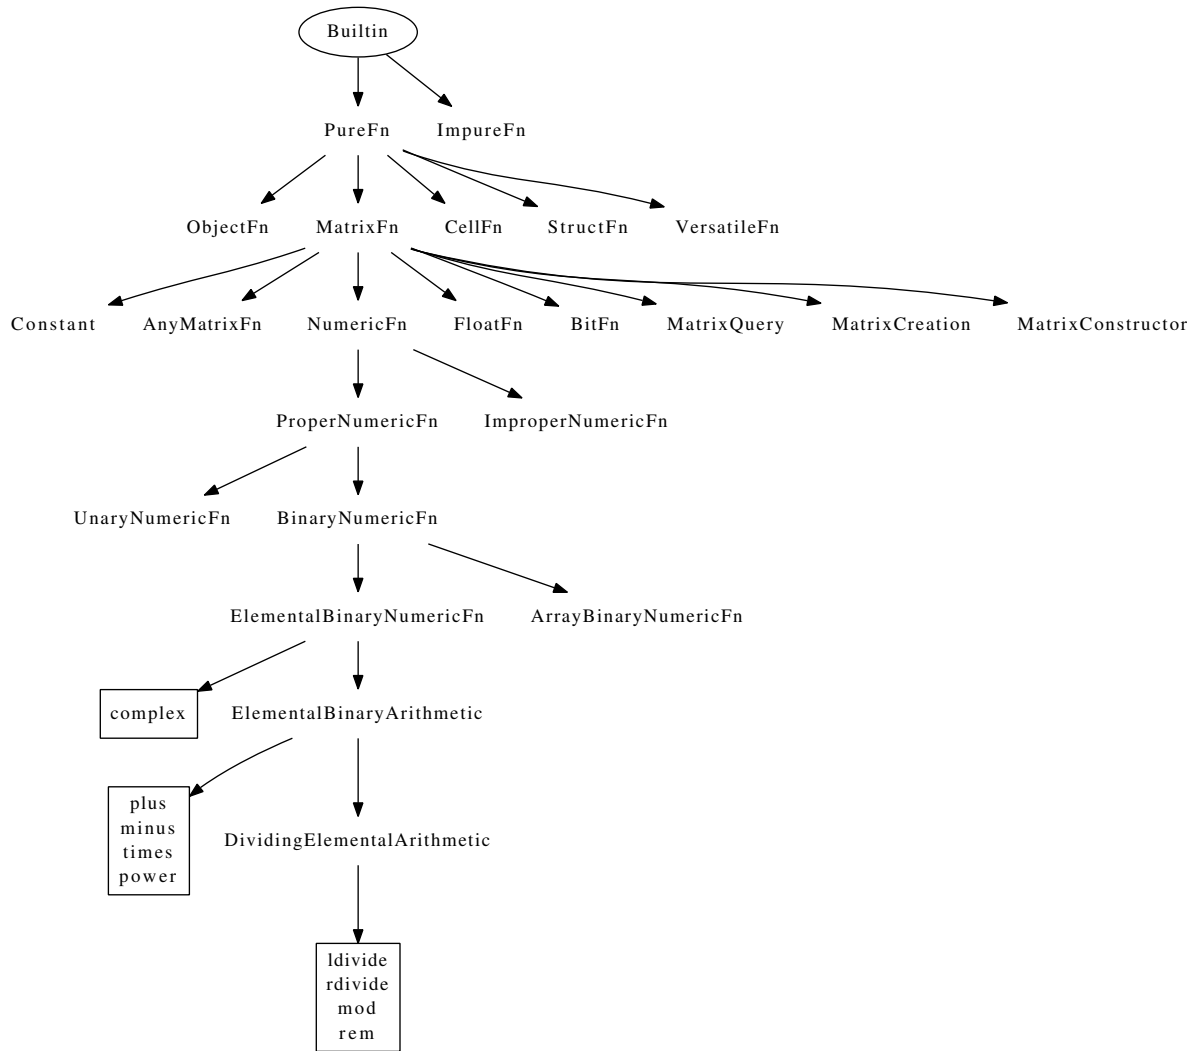 Builtin
PureFn ImpureFn
ObjectFn MatrixFn CellFn StructFn VersatileFn
Constant AnyMatrixFn NumericFn FloatFn BitFn MatrixQuery MatrixCreation MatrixConstructor
ProperNumericFn ImproperNumericFn
UnaryNumericFn BinaryNumericFn
ElementalBinaryNumericFn ArrayBinaryNumericFn
complex ElementalBinaryArithmetic
plus
minus
times
power
DividingElementalArithmetic
ldivide
rdivide
mod
rem